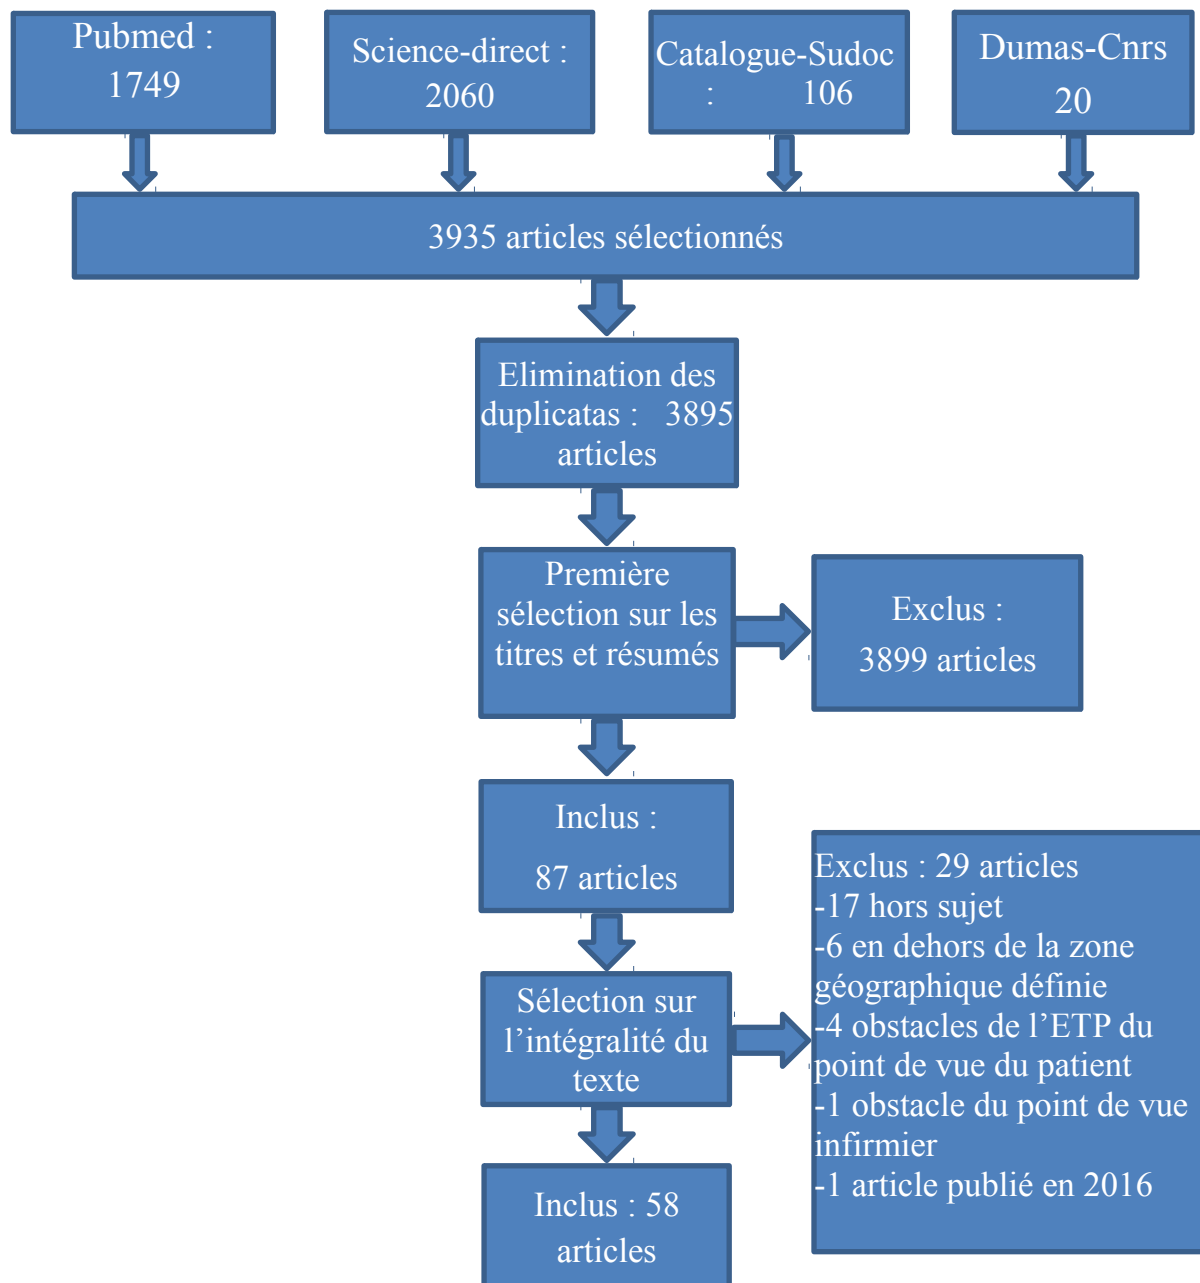 Pubmed :
1749
Science-direct :
2060
Catalogue-Sudoc
: 106
Dumas-Cnrs
20
3935 articles sélectionnés
Elimination des
duplicatas : 3895
articles
Première
sélection sur les
titres et résumés
Exclus :
3899 articles
Inclus :
87 articles
Exclus : 29 articles
-17 hors sujet
-6 en dehors de la zone
géographique définie
-4 obstacles de l’ETP du
point de vue du patient
-1 obstacle du point de vue
infirmier
-1 article publié en 2016
Sélection sur
l’intégralité du
texte
Inclus : 58
articles